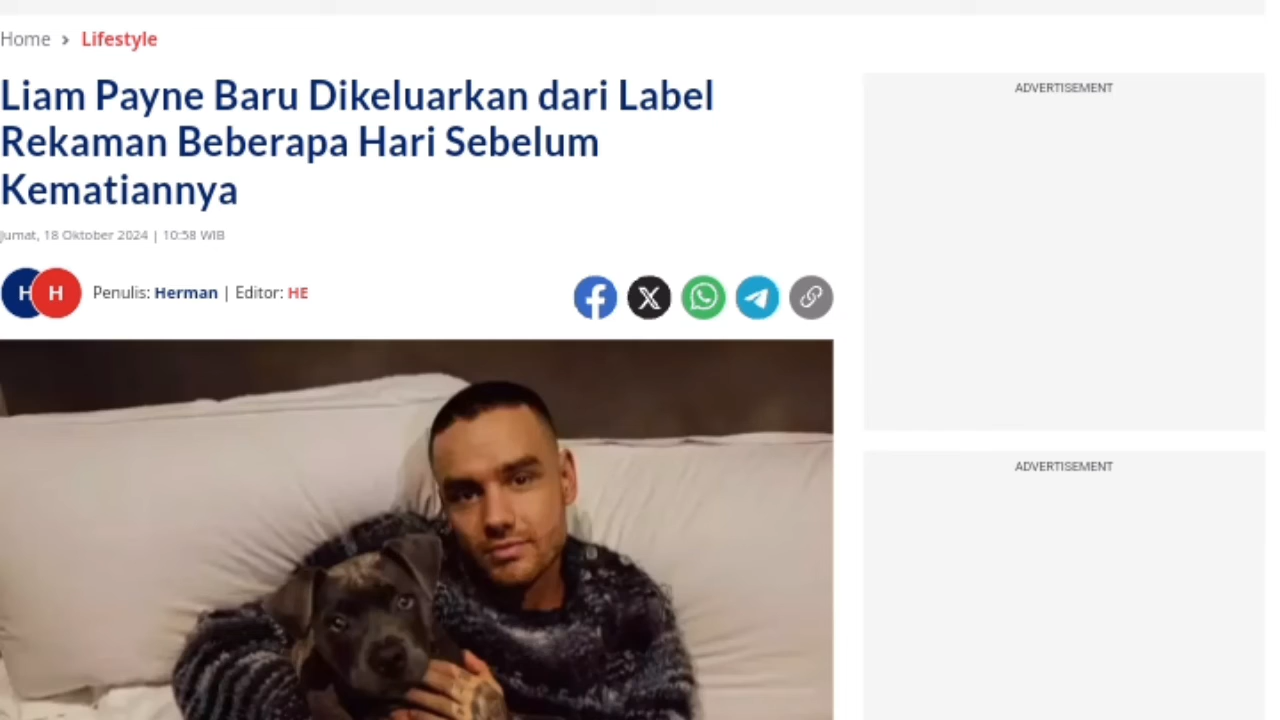 Home > Lifestyle
Liam Payne Baru Dikeluarkan dari Label
Rekaman Beberapa Hari Sebelum
Kematiannya
Jumat, 18 Oktober 2024 | 10:58 WIB
H H Penulis: Herman | Editor: HE
ADVERTISEMENT
ADVERTISEMENT